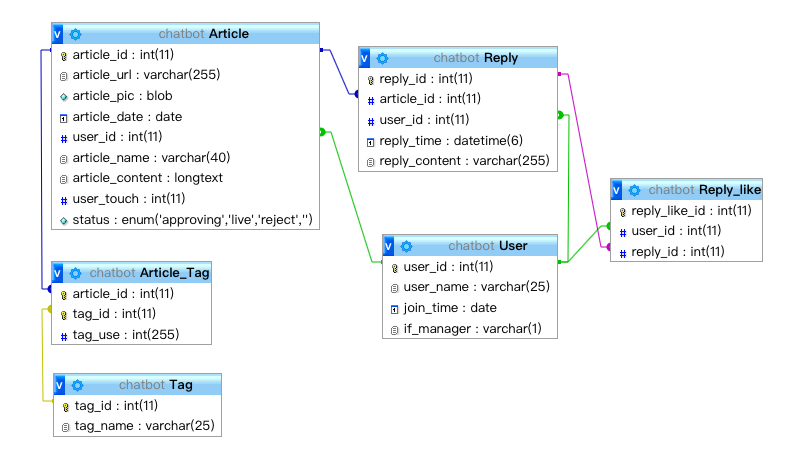 v chatbot Article
article_id : int(11)
article_url : varchar(255)
article_pic : blob
article_date : date
# user_id : int(11)
article_name : varchar(40)
article_content : longtext
# user_touch : int(11)
status : enum('approving','live','reject','')
v chatbot Reply
reply_id : int(11)
# article_id : int(11)
# user_id : int(11)
reply_time : datetime(6)
reply_content : varchar(255)
v chatbot Reply_like
reply_like_id : int(11)
# user_id : int(11)
# reply_id : int(11)
v chatbot User
user_id : int(11)
user_name : varchar(25)
join_time : date
if_manager : varchar(1)
v chatbot Article_Tag
article_id : int(11)
tag_id : int(11)
# tag_use : int(255)
v chatbot Tag
tag_id : int(11)
tag_name : varchar(25)